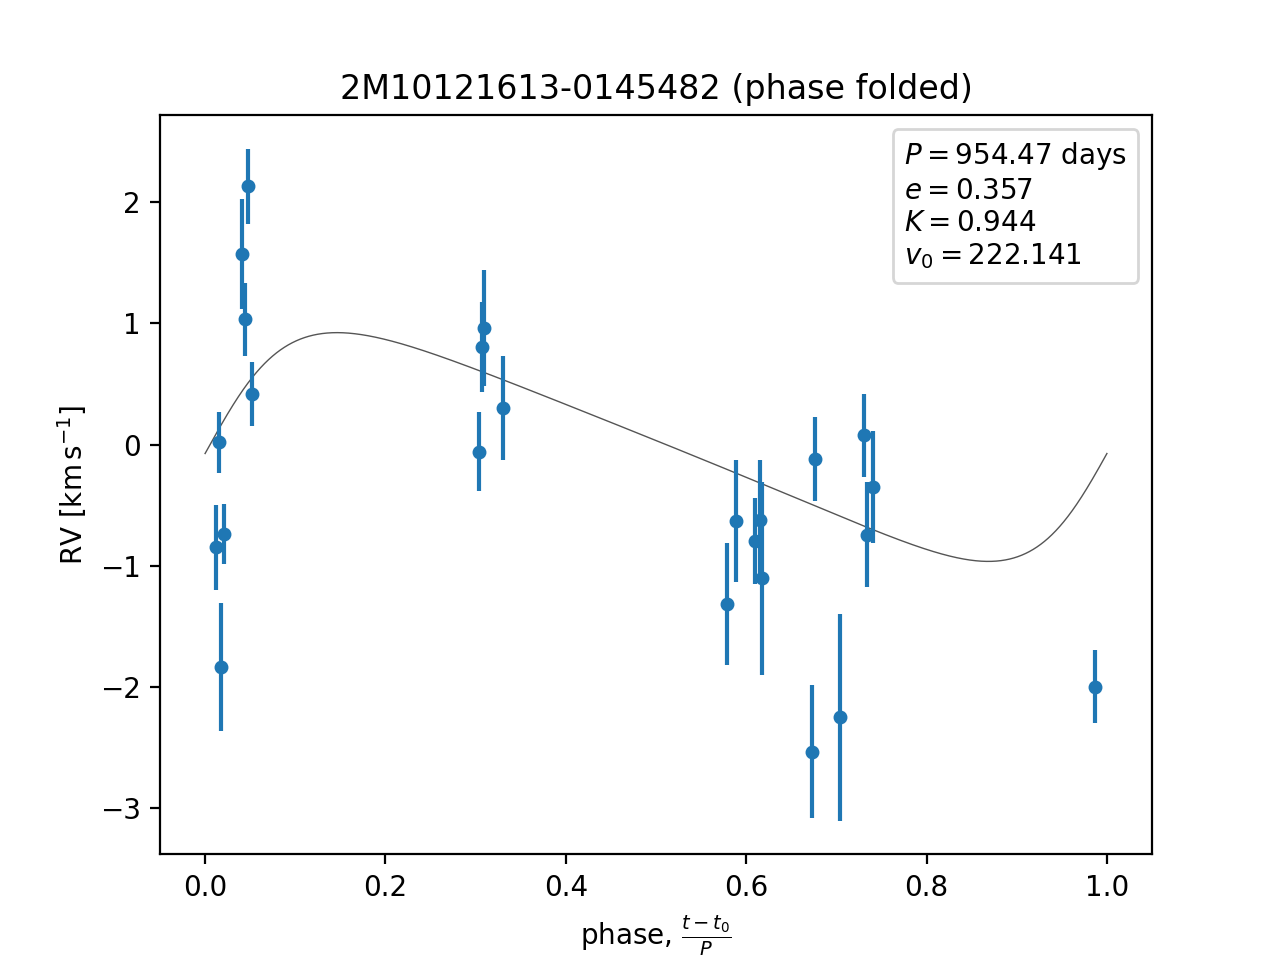 2M10121613-0145482 (phase folded)
P = 954.47 days
e = 0.357
K = 0.944
v₀ = 222.141
2
1
0
−1
−2
−3
RV [km s⁻¹]
0.0 0.2 0.4 0.6 0.8 1.0
phase, (t − t₀)/P